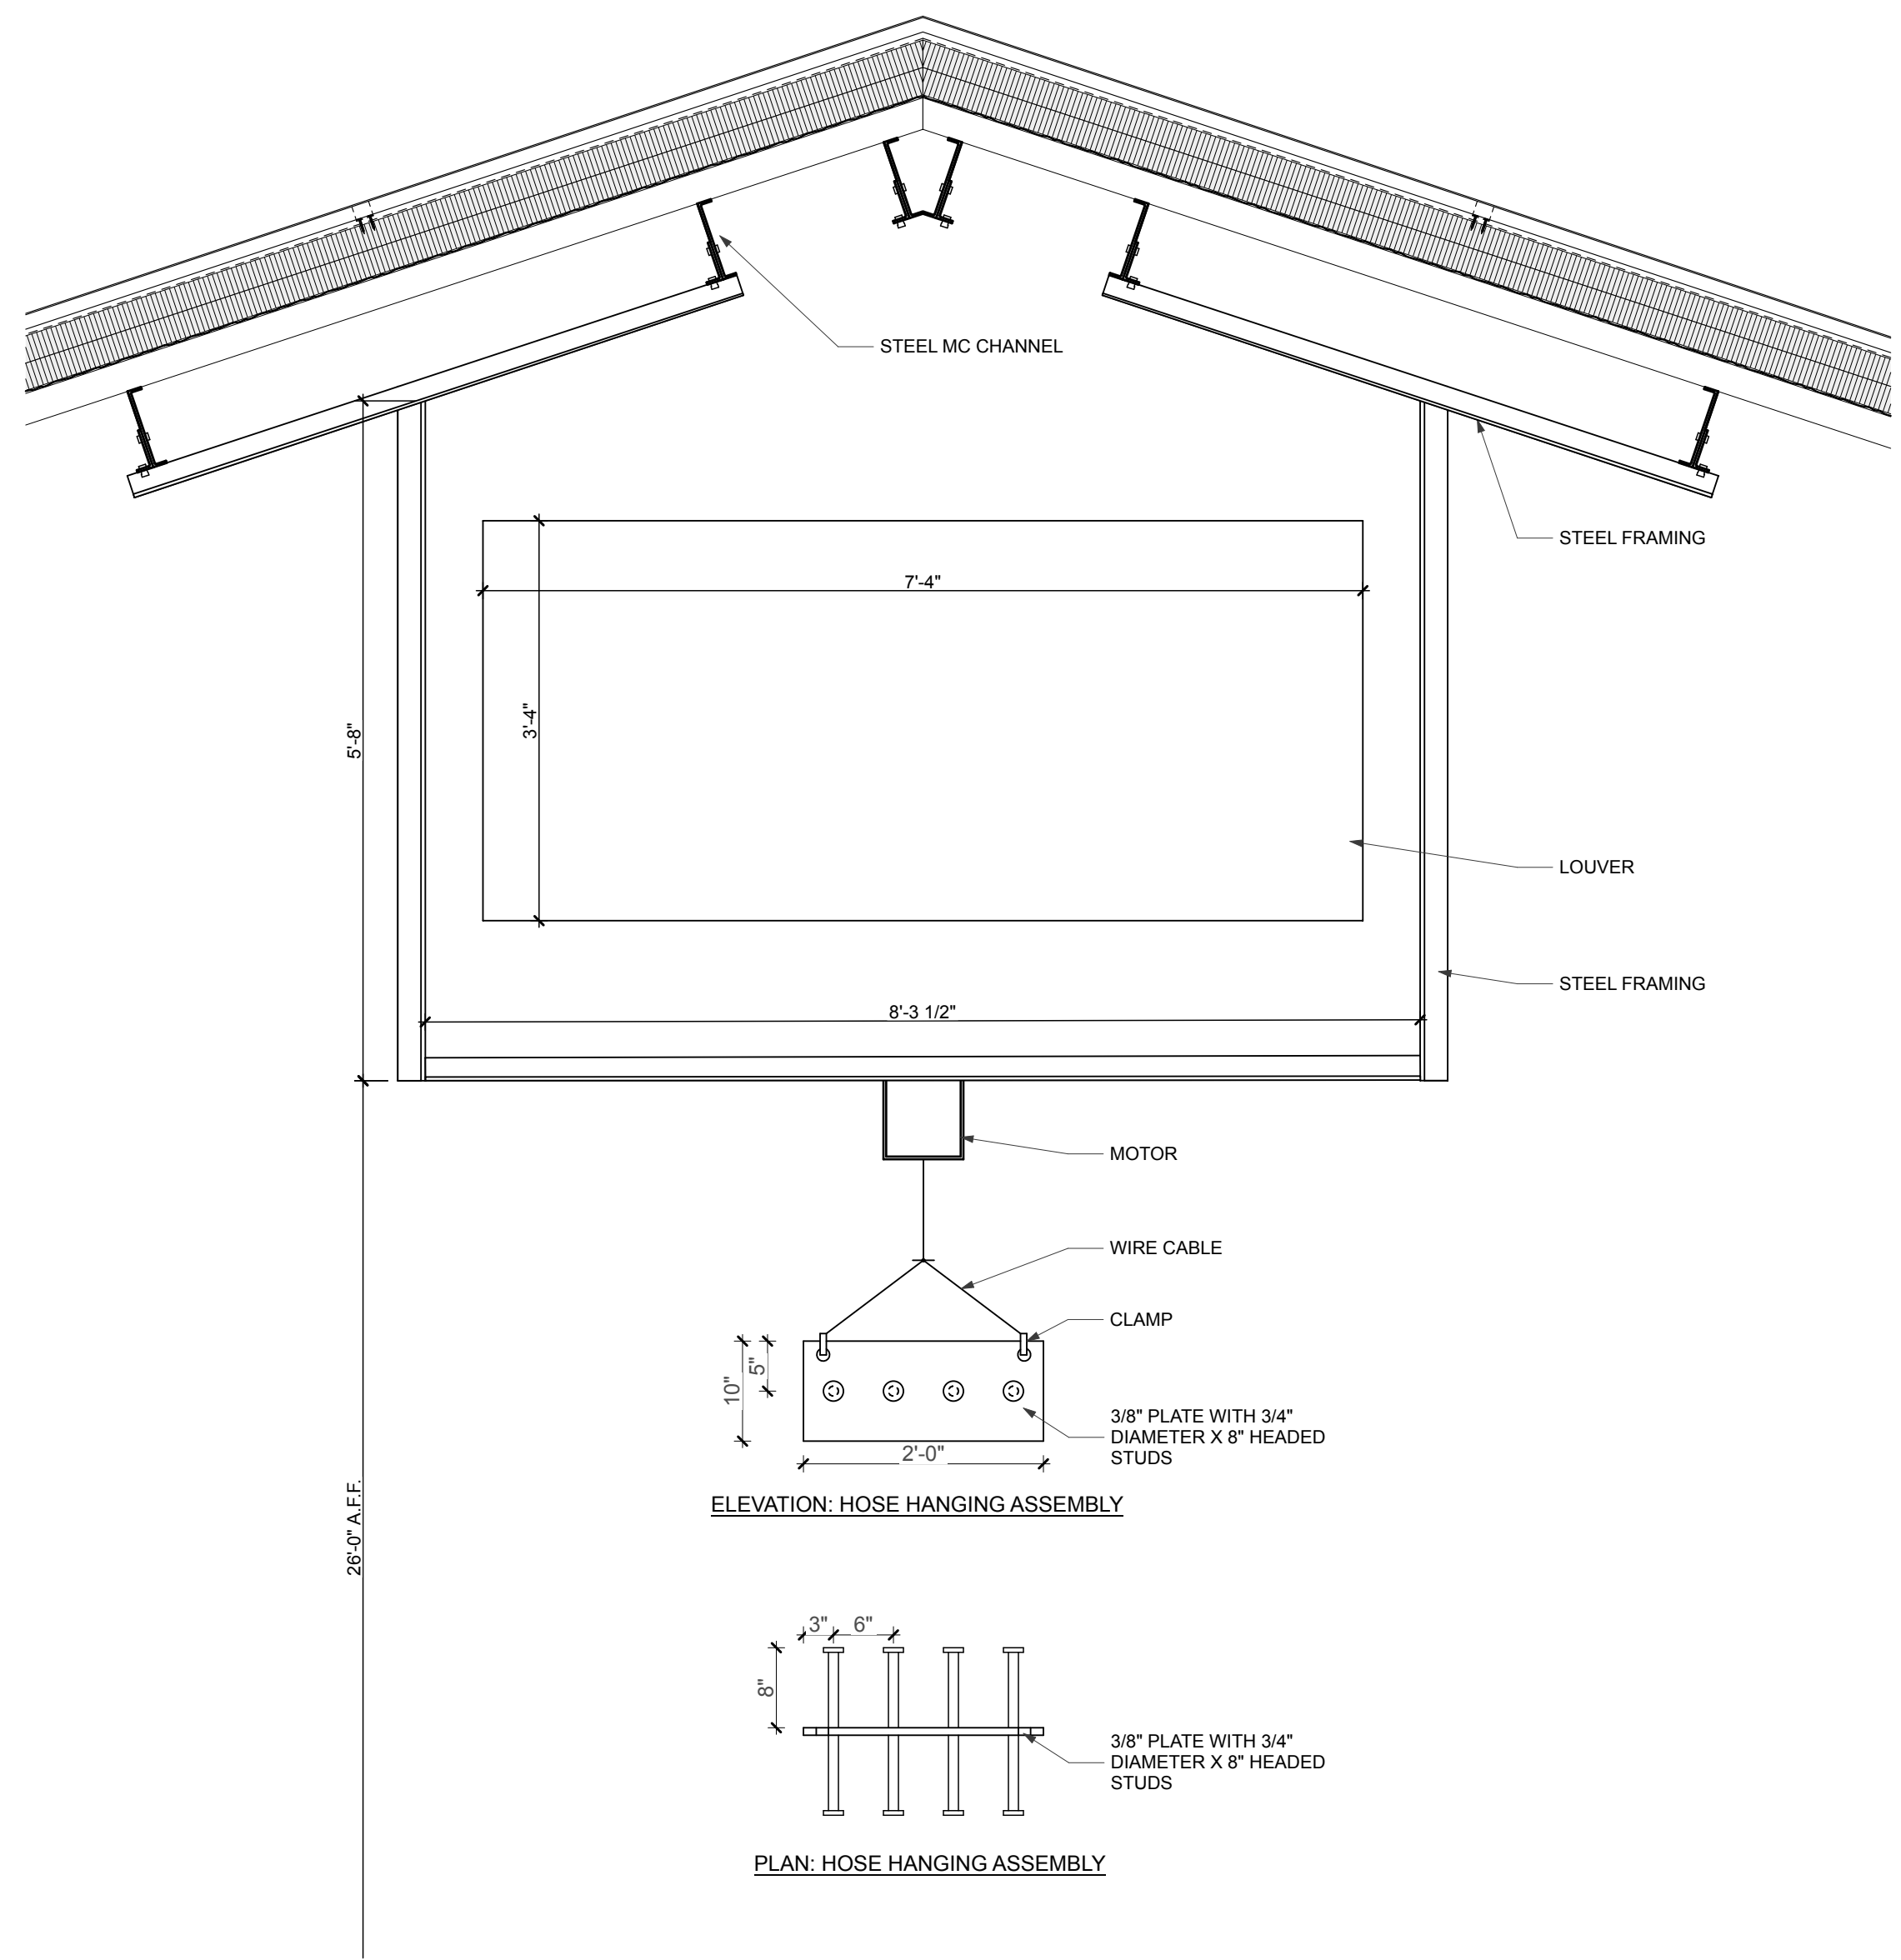 STEEL MC CHANNEL
STEEL FRAMING
7'-4"
3'-4"
5'-8"
LOUVER
STEEL FRAMING
8'-3 1/2"
MOTOR
WIRE CABLE
CLAMP
5"
10"
3/8" PLATE WITH 3/4"
DIAMETER X 8" HEADED
STUDS
2'-0"
ELEVATION: HOSE HANGING ASSEMBLY
26'-0" A.F.F.
3"
6"
8"
3/8" PLATE WITH 3/4"
DIAMETER X 8" HEADED
STUDS
PLAN: HOSE HANGING ASSEMBLY